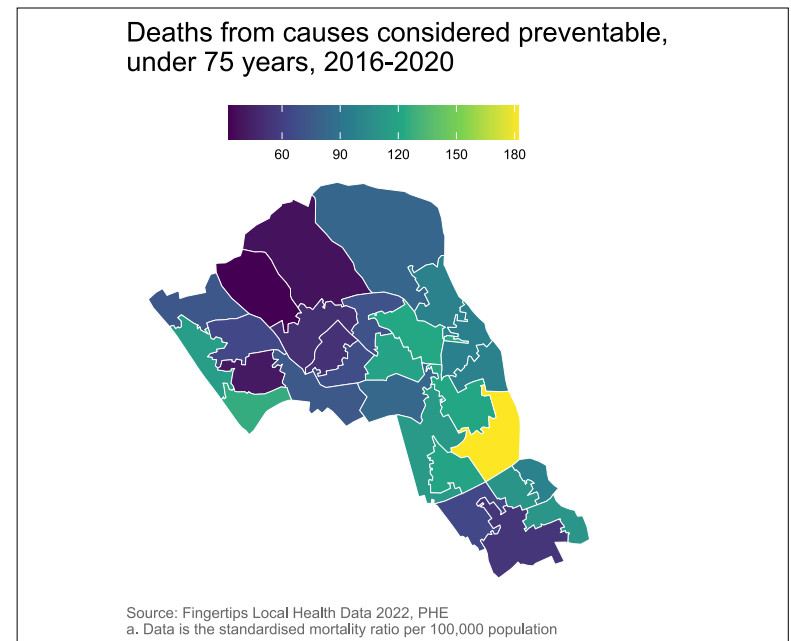 Deaths from causes considered preventable,
under 75 years, 2016-2020
60 90 120 150 180
Source: Fingertips Local Health Data 2022, PHE
a. Data is the standardised mortality ratio per 100,000 population